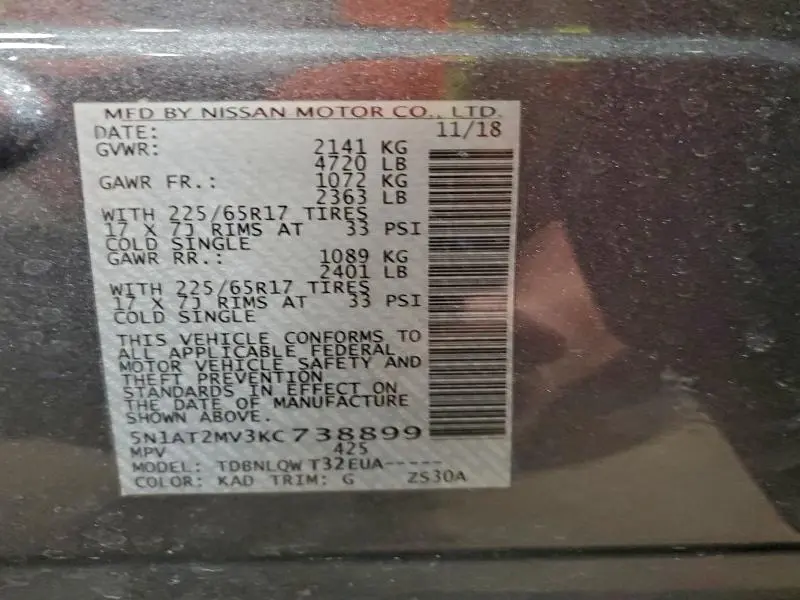 MFD BY NISSAN MOTOR CO., LTD.
DATE: 11/18
GVWR: 2141 KG
4720 LB
GAWR FR.: 1072 KG
2363 LB
WITH 225/65R17 TIRES
17 X 7J RIMS AT 33 PSI
COLD SINGLE
GAWR RR.: 1089 KG
2401 LB
WITH 225/65R17 TIRES
17 X 7J RIMS AT 33 PSI
COLD SINGLE
THIS VEHICLE CONFORMS TO
ALL APPLICABLE FEDERAL
MOTOR VEHICLE SAFETY AND
THEFT PREVENTION
STANDARDS IN EFFECT ON
THE DATE OF MANUFACTURE
SHOWN ABOVE.
5N1AT2MV3KC738899
MPV 425
MODEL: TDBNLQW T32EUA-----
COLOR: KAD TRIM: G ZS30A